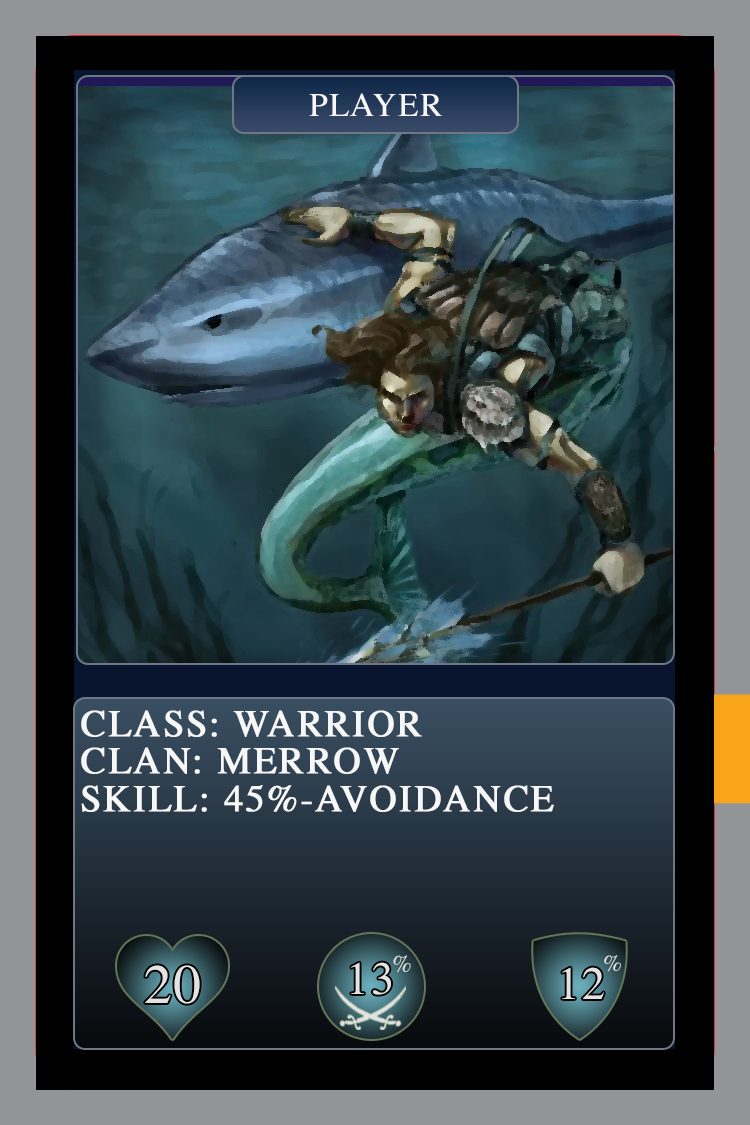 PLAYER
CLASS: WARRIOR
CLAN: MERROW
SKILL: 45%-AVOIDANCE
20 13% 12%